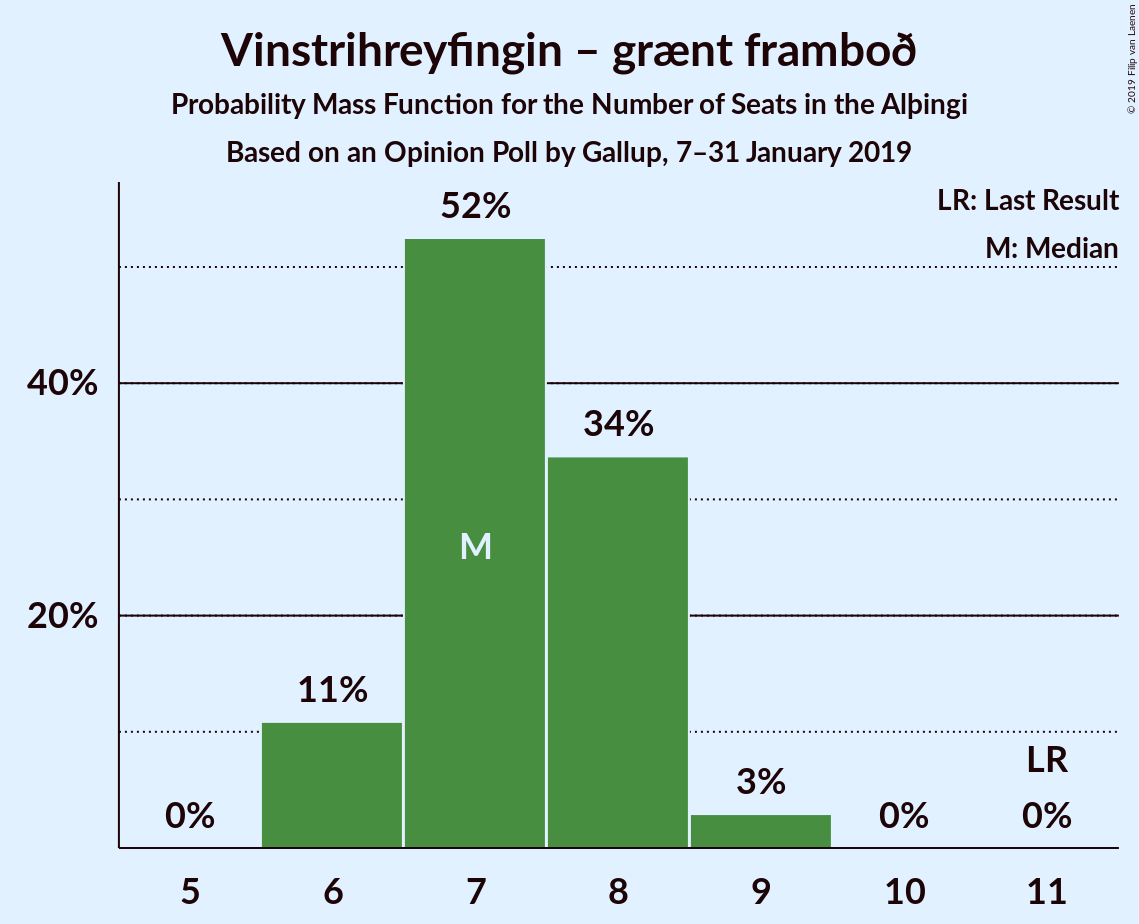 Vinstrihreyfingin – grænt framboð
Probability Mass Function for the Number of Seats in the Alþingi
Based on an Opinion Poll by Gallup, 7–31 January 2019
© 2019 Filip van Laenen
LR: Last Result
M: Median
52%
40%
34%
M
20%
11%
LR
3%
0%
0%
0%
5
6
7
8
9
10
11